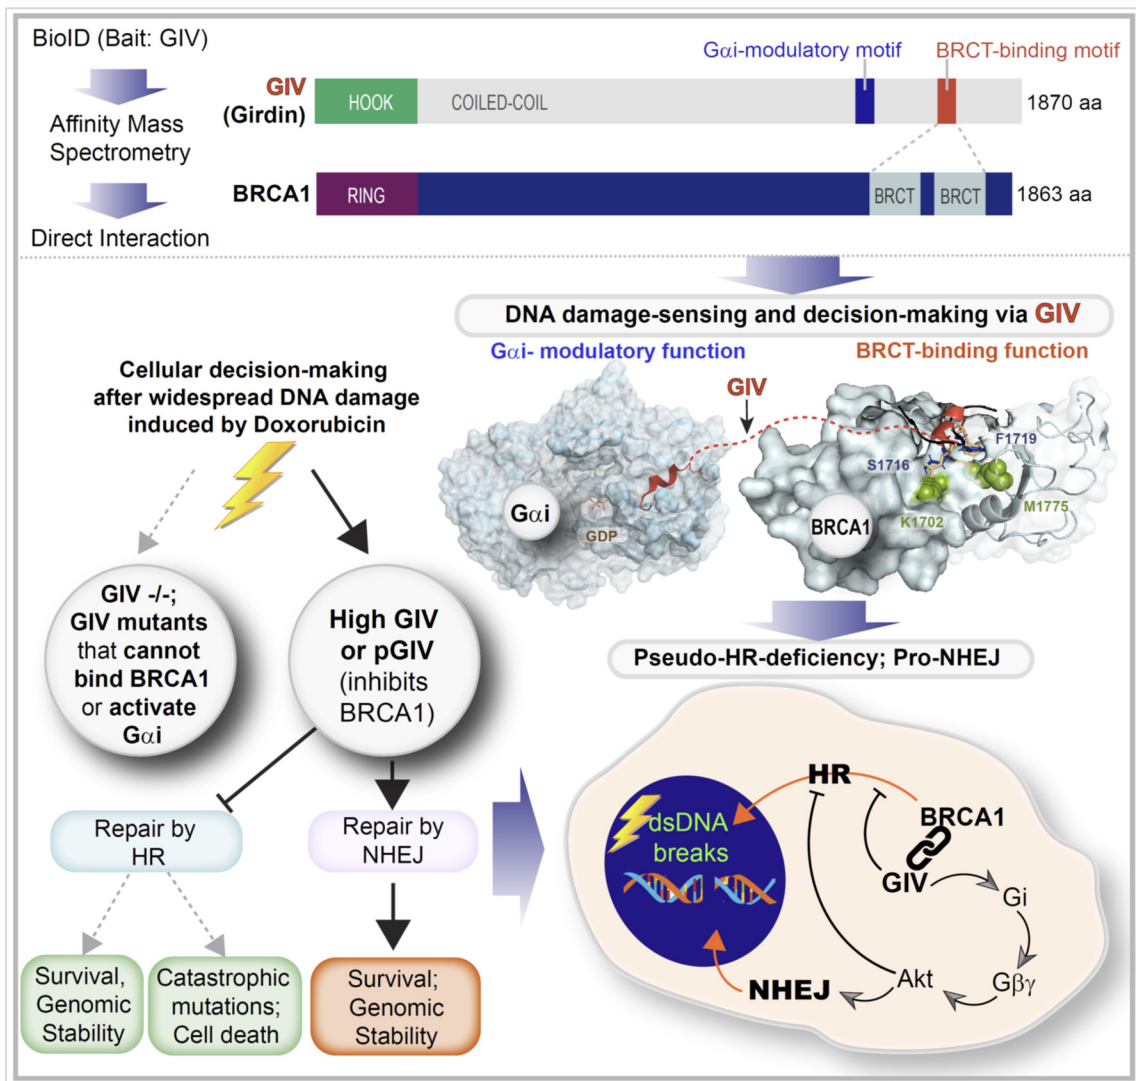 BioID (Bait: GIV)
Affinity Mass
Spectrometry
Direct Interaction
Gαi-modulatory motif
BRCT-binding motif
GIV
(Girdin)
HOOK
COILED-COIL
1870 aa
BRCA1
RING
BRCT
BRCT
1863 aa
DNA damage-sensing and decision-making via GIV
Gαi- modulatory function
BRCT-binding function
GIV
Gαi
GDP
BRCA1
S1716
F1719
K1702
M1775
Cellular decision-making
after widespread DNA damage
induced by Doxorubicin
GIV -/-;
GIV mutants
that cannot
bind BRCA1
or activate
Gαi
High GIV
or pGIV
(inhibits
BRCA1)
Repair by
HR
Repair by
NHEJ
Survival,
Genomic
Stability
Catastrophic
mutations;
Cell death
Survival;
Genomic
Stability
Pseudo-HR-deficiency; Pro-NHEJ
HR
BRCA1
dsDNA
breaks
GIV
Gi
Gβγ
Akt
NHEJ